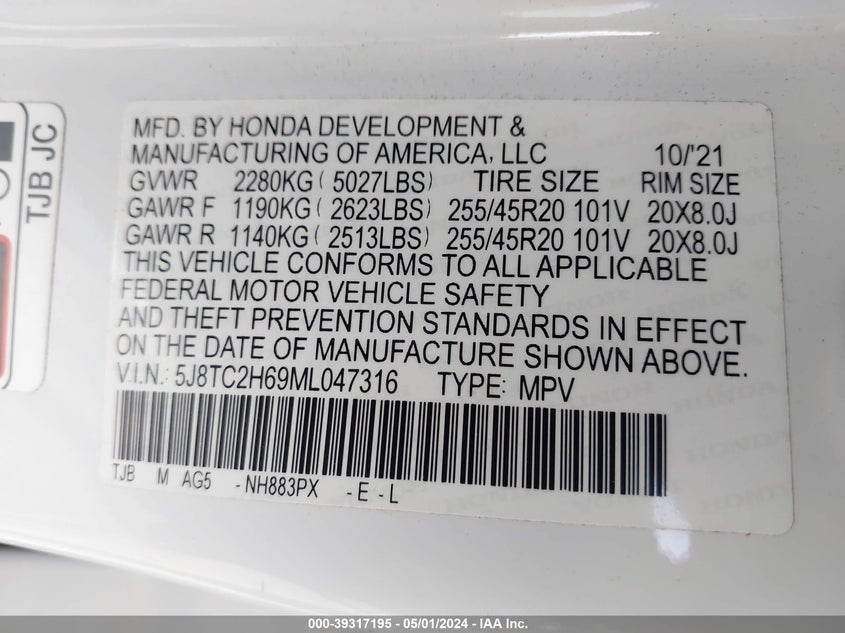 MFD. BY HONDA DEVELOPMENT &
MANUFACTURING OF AMERICA, LLC 10/'21
GVWR 2280KG ( 5027LBS) TIRE SIZE RIM SIZE
GAWR F 1190KG ( 2623LBS) 255/45R20 101V 20X8.0J
GAWR R 1140KG ( 2513LBS) 255/45R20 101V 20X8.0J
THIS VEHICLE CONFORMS TO ALL APPLICABLE
FEDERAL MOTOR VEHICLE SAFETY
AND THEFT PREVENTION STANDARDS IN EFFECT
ON THE DATE OF MANUFACTURE SHOWN ABOVE.
V.I.N.: 5J8TC2H69ML047316 TYPE: MPV
TJB M AG5 -NH883PX -E-L
TJB JC
000-39317195 - 05/01/2024 - IAAI.com